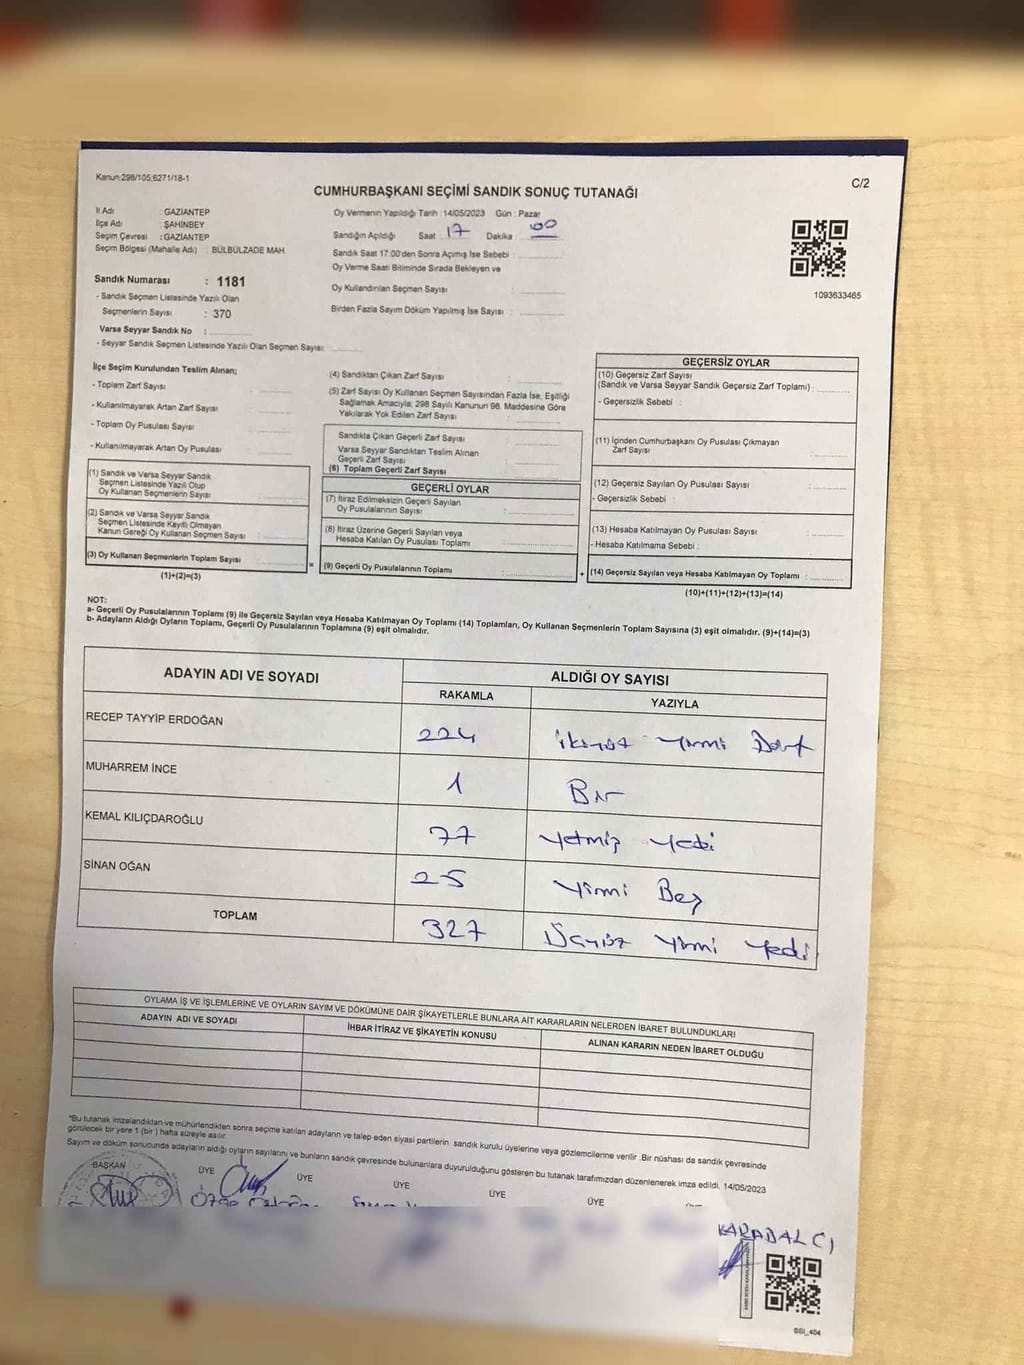 Kanun:298/105;6271/18-1
C/2
CUMHURBAŞKANI SEÇİMİ SANDIK SONUÇ TUTANAĞI
İl Adı : GAZİANTEP
İlçe Adı : ŞAHİNBEY
Seçim Çevresi : GAZİANTEP
Seçim Bölgesi (Mahalle Adı) : BÜLBÜLZADE MAH.
Sandık Numarası : 1181
- Sandık Seçmen Listesinde Yazılı Olan
Seçmenlerin Sayısı : 370
Varsa Seyyar Sandık No :
- Seyyar Sandık Seçmen Listesinde Yazılı Olan Seçmen Sayısı:
Oy Vermenin Yapıldığı Tarih : 14/05/2023 Gün : Pazar
Sandığın Açıldığı Saat : 17 Dakika : 00
Sandık Saat 17:00'den Sonra Açımış İse Sebebi :
Oy Verme Saati Bitiminde Sırada Bekleyen ve
Oy Kullandırılan Seçmen Sayısı :
Birden Fazla Sayım Döküm Yapılmış İse Sayısı :
1093633465
İlçe Seçim Kurulundan Teslim Alınan;
- Toplam Zarf Sayısı :
- Kullanılmayarak Artan Zarf Sayısı :
- Toplam Oy Pusulası Sayısı :
- Kullanılmayarak Artan Oy Pusulası :
(1) Sandık ve Varsa Seyyar Sandık
Seçmen Listesinde Yazılı Olup
Oy Kullanan Seçmenlerin Sayısı :
(2) Sandık ve Varsa Seyyar Sandık
Seçmen Listesinde Kayıtlı Olmayan
Kanun Gereği Oy Kullanan Seçmen Sayısı :
(3) Oy Kullanan Seçmenlerin Toplam Sayısı :
(1)+(2)=(3)
(4) Sandıktan Çıkan Zarf Sayısı :
(5) Zarf Sayısı Oy Kullanan Seçmen Sayısından Fazla İse, Eşitliği
Sağlamak Amacıyla; 298 Sayılı Kanunun 98. Maddesine Göre
Yakılarak Yok Edilen Zarf Sayısı :
Sandıkta Çıkan Geçerli Zarf Sayısı :
Varsa Seyyar Sandıktan Teslim Alınan
Geçerli Zarf Sayısı :
(6) Toplam Geçerli Zarf Sayısı :
GEÇERLİ OYLAR
(7) İtiraz Edilmeksizin Geçerli Sayılan
Oy Pusulalarının Sayısı :
(8) İtiraz Üzerine Geçerli Sayılan veya
Hesaba Katılan Oy Pusulası Toplamı :
= (9) Geçerli Oy Pusulalarının Toplamı :
GEÇERSİZ OYLAR
(10) Geçersiz Zarf Sayısı
(Sandık ve Varsa Seyyar Sandık Geçersiz Zarf Toplamı) :
- Geçersizlik Sebebi :
(11) İçinden Cumhurbaşkanı Oy Pusulası Çıkmayan
Zarf Sayısı :
(12) Geçersiz Sayılan Oy Pusulası Sayısı :
- Geçersizlik Sebebi :
(13) Hesaba Katılmayan Oy Pusulası Sayısı :
- Hesaba Katılmama Sebebi :
+ (14) Geçersiz Sayılan veya Hesaba Katılmayan Oy Toplamı :
(10)+(11)+(12)+(13)=(14)
NOT:
a- Geçerli Oy Pusulalarının Toplamı (9) ile Geçersiz Sayılan veya Hesaba Katılmayan Oy Toplamı (14) Toplamları, Oy Kullanan Seçmenlerin Toplam Sayısına (3) eşit olmalıdır. (9)+(14)=(3)
b- Adayların Aldığı Oyların Toplamı, Geçerli Oy Pusulalarının Toplamına (9) eşit olmalıdır.
ADAYIN ADI VE SOYADI
ALDIĞI OY SAYISI
RAKAMLA YAZIYLA
RECEP TAYYİP ERDOĞAN 224 ikiyüz yirmi Dört
MUHARREM İNCE 1 Bir
KEMAL KILIÇDAROĞLU 77 Yetmiş Yedi
SİNAN OĞAN 25 Yirmi Beş
TOPLAM 327 Üçyüz Yirmi Yedi
OYLAMA İŞ VE İŞLEMLERİNE VE OYLARIN SAYIM VE DÖKÜMÜNE DAİR ŞİKAYETLERLE BUNLARA AİT KARARLARIN NELERDEN İBARET BULUNDUKLARI
ADAYIN ADI VE SOYADI
İHBAR İTİRAZ VE ŞİKAYETİN KONUSU
ALINAN KARARIN NEDEN İBARET OLDUĞU
*Bu tutanak imzalandıktan ve mühürlendikten sonra seçime katılan adayların ve talep eden siyasi partilerin sandık kurulu üyelerine veya gözlemcilerine verilir .Bir nüshası da sandık çevresinde
görülecek bir yere 1 (bir ) hafta süreyle asılır.
Sayım ve döküm sonucunda adayların aldığı oyların sayılarını ve bunların sandık çevresinde bulunanlara duyurulduğunu gösteren bu tutanak tarafımızdan düzenlenerek imza edildi. 14/05/2023
BAŞKAN ÜYE ÜYE ÜYE ÜYE ÜYE
KARADALCI
SSI_404